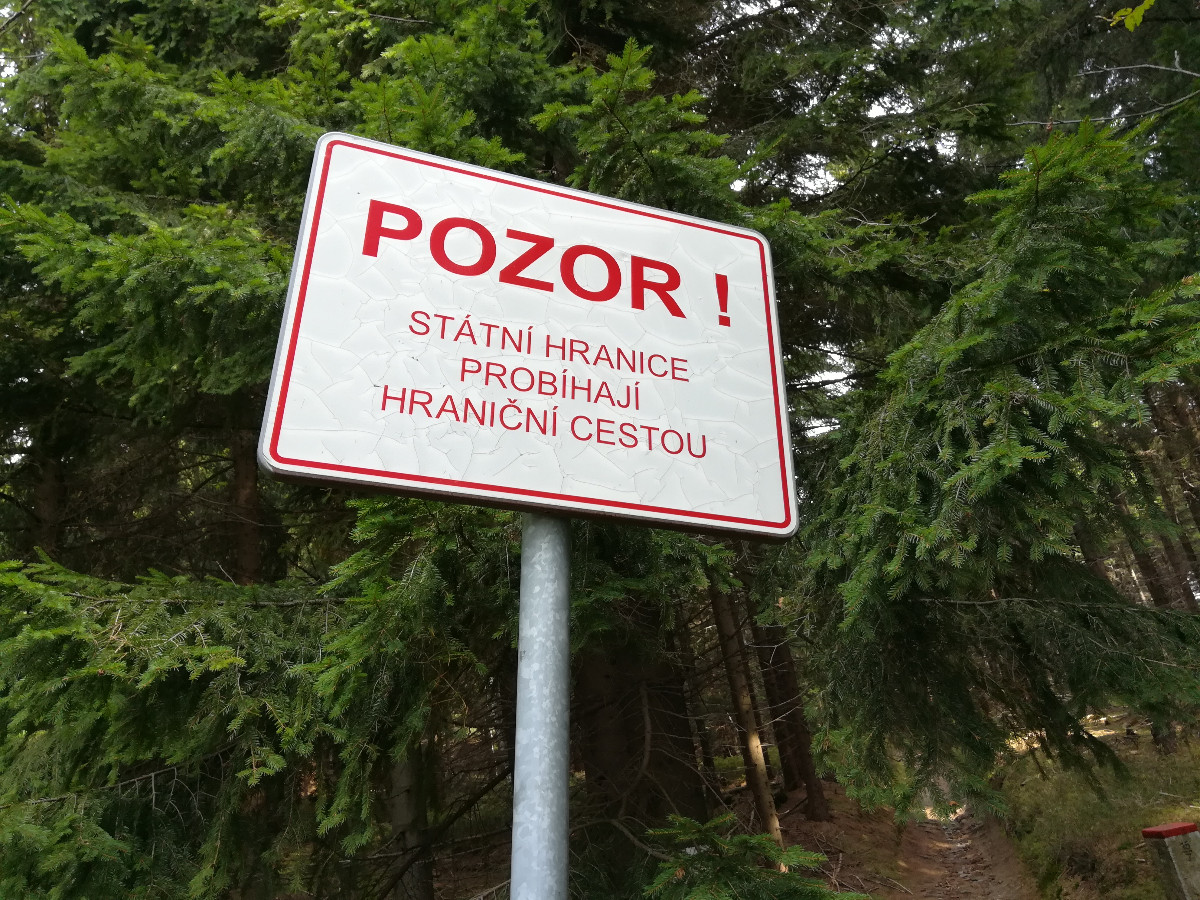 POZOR !
STÁTNÍ HRANICE
PROBÍHAJÍ
HRANIČNÍ CESTOU